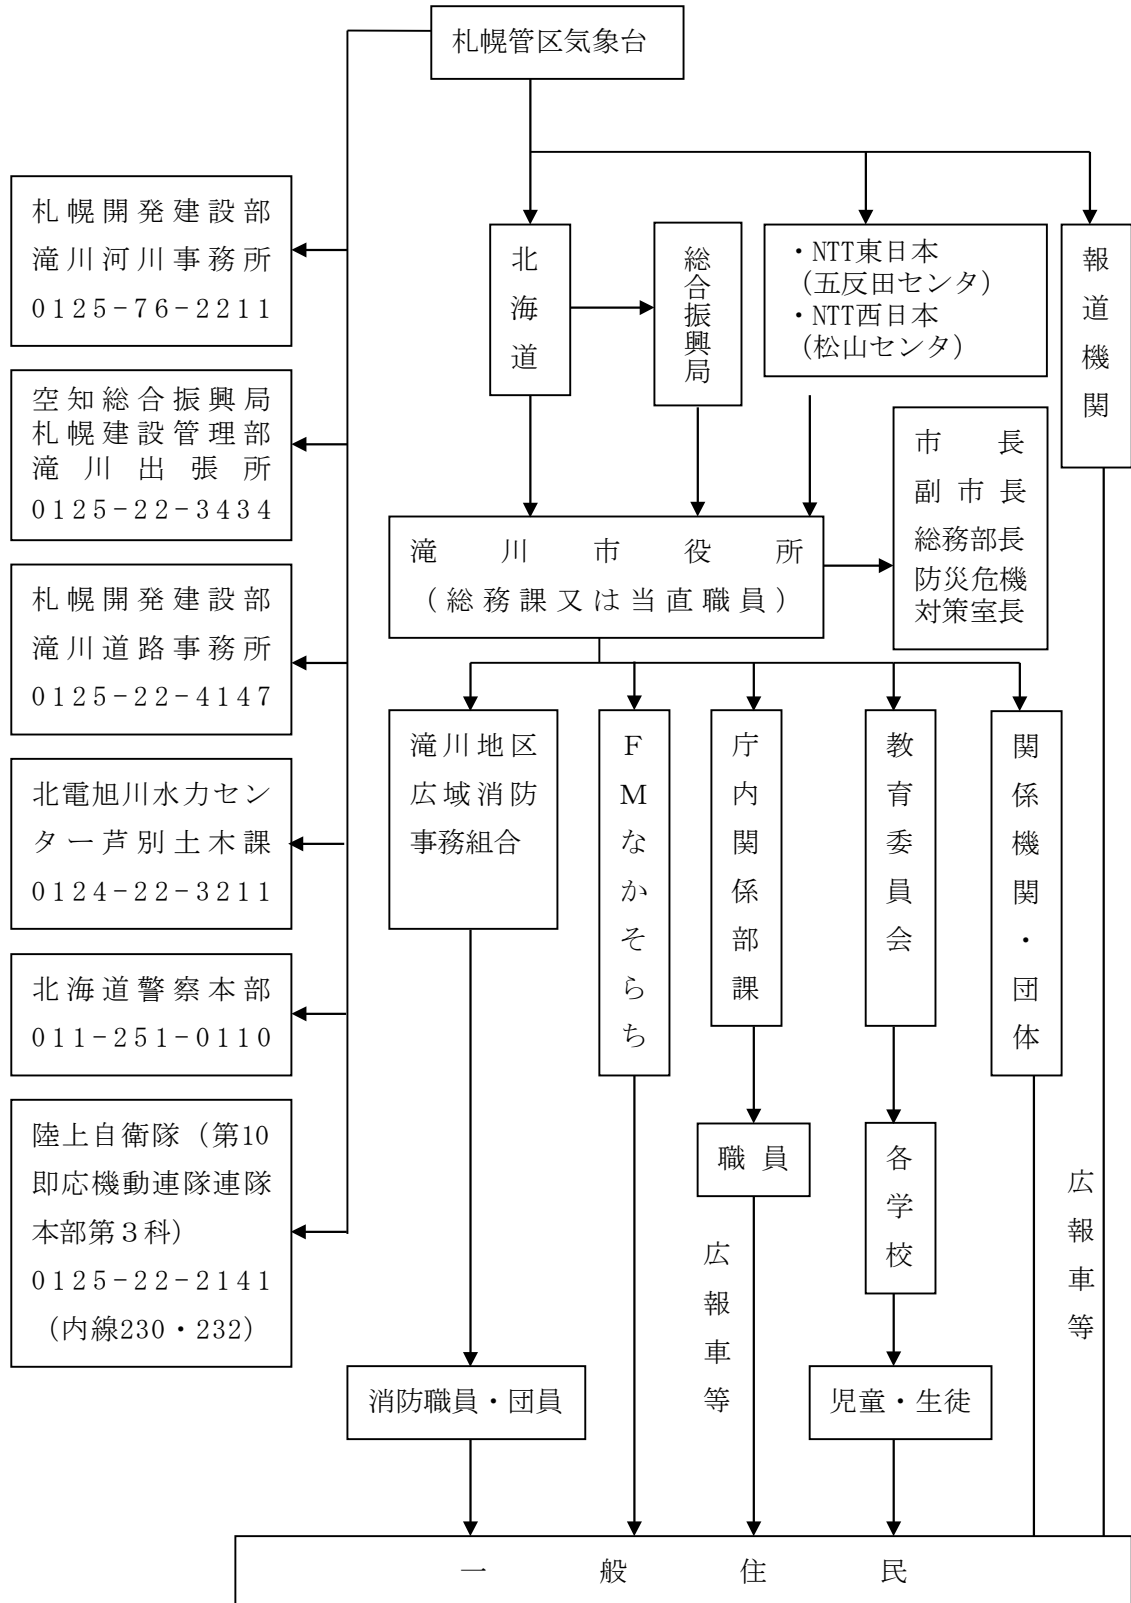 札幌管区気象台
札幌開発建設部
滝川河川事務所
0125-76-2211
空知総合振興局
札幌建設管理部
滝川出張所
0125-22-3434
札幌開発建設部
滝川道路事務所
0125-22-4147
北電旭川水力セン
ター芦別土木課
0124-22-3211
北海道警察本部
011-251-0110
陸上自衛隊（第10
即応機動連隊連隊
本部第３科）
0125-22-2141
（内線230・232）
北海道
総合振興局
・NTT東日本
（五反田センタ）
・NTT西日本
（松山センタ）
報道機関
市長
副市長
総務部長
防災危機
対策室長
滝川市役所
（総務課又は当直職員）
滝川地区
広域消防
事務組合
ＦＭなかそらち
庁内関係部課
教育委員会
関係機関・団体
職員
各学校
広報車等
広報車等
消防職員・団員
児童・生徒
一般住民